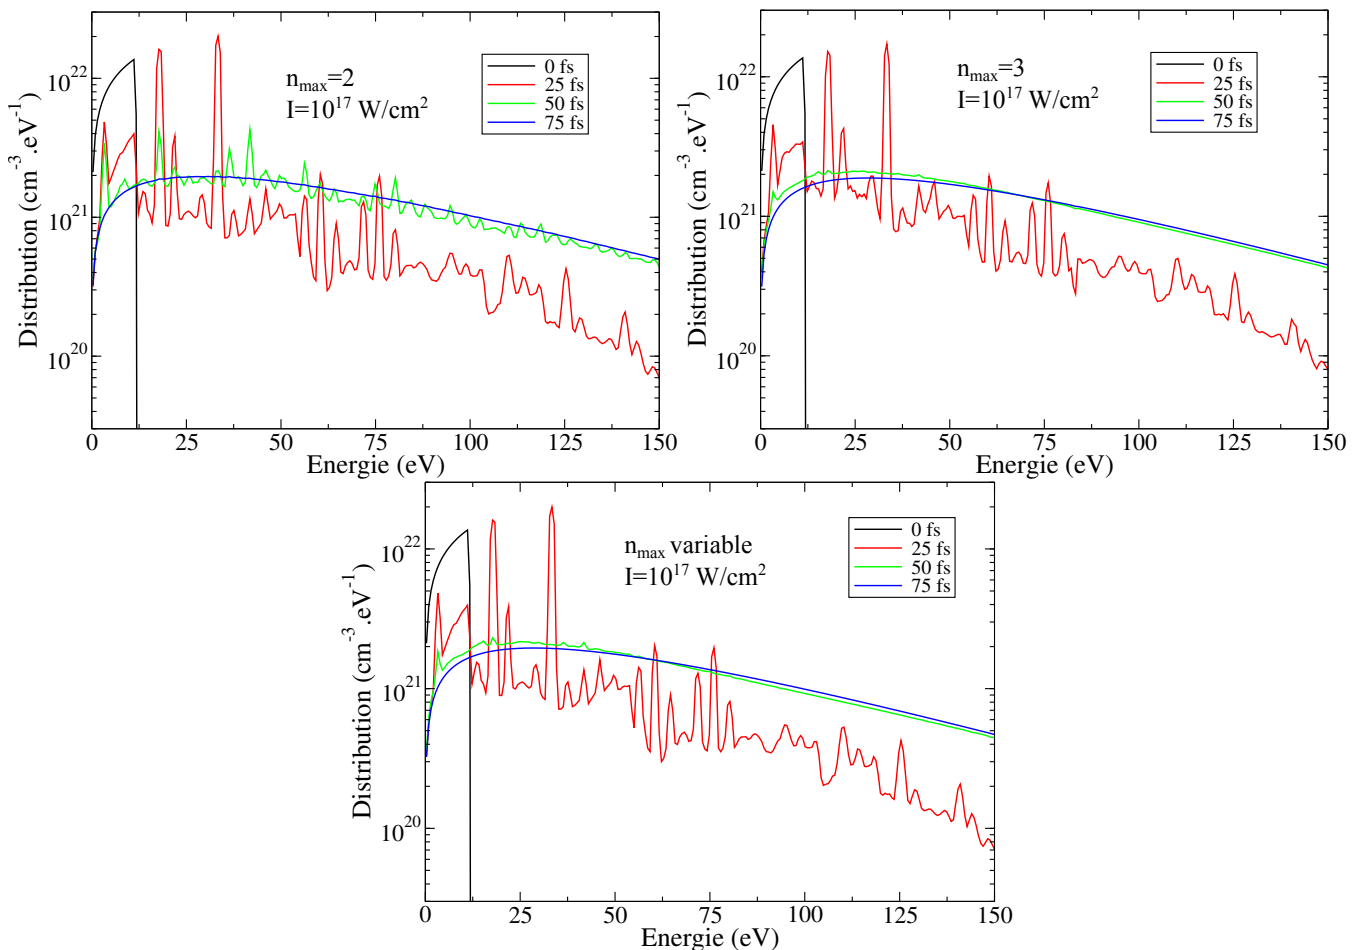 n_max=2
I=10^17 W/cm^2
0 fs
25 fs
50 fs
75 fs
10^22
10^21
10^20
Distribution (cm^-3.eV^-1)
0 25 50 75 100 125 150
Energie (eV)
n_max=3
I=10^17 W/cm^2
0 fs
25 fs
50 fs
75 fs
10^22
10^21
10^20
Distribution (cm^-3.eV^-1)
0 25 50 75 100 125 150
Energie (eV)
n_max variable
I=10^17 W/cm^2
0 fs
25 fs
50 fs
75 fs
10^22
10^21
10^20
Distribution (cm^-3.eV^-1)
0 25 50 75 100 125 150
Energie (eV)